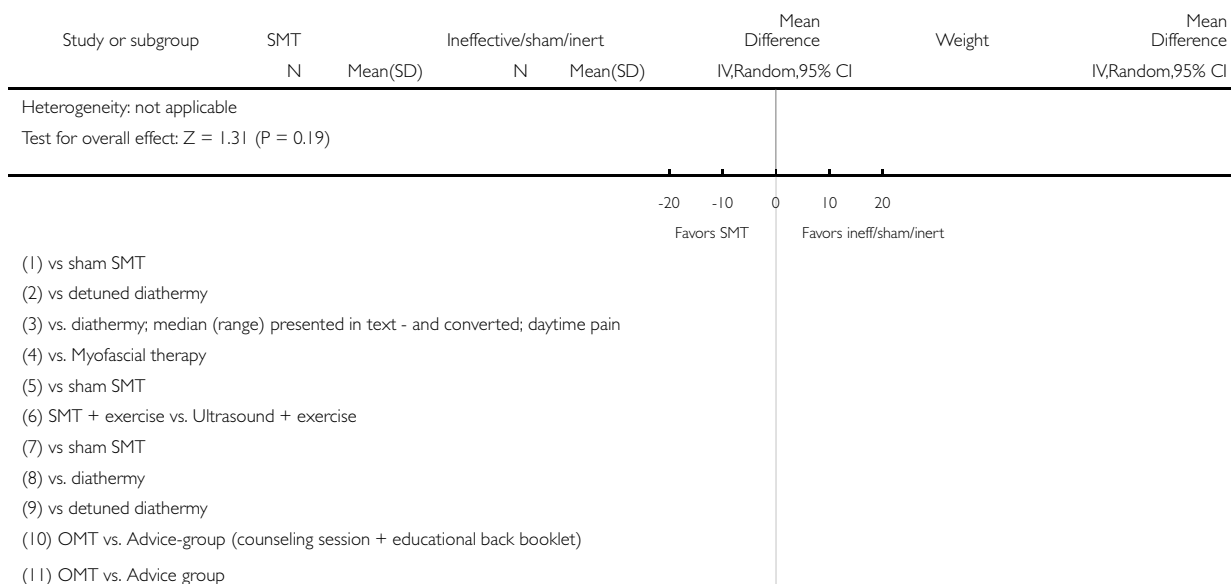 Study or subgroup SMT Ineffective/sham/inert Mean Difference Weight Mean Difference
N Mean(SD) N Mean(SD) IV,Random,95% CI IV,Random,95% CI
Heterogeneity: not applicable
Test for overall effect: Z = 1.31 (P = 0.19)
-20 -10 0 10 20
Favors SMT Favors ineff/sham/inert
(1) vs sham SMT
(2) vs detuned diathermy
(3) vs. diathermy; median (range) presented in text - and converted; daytime pain
(4) vs. Myofascial therapy
(5) vs sham SMT
(6) SMT + exercise vs. Ultrasound + exercise
(7) vs sham SMT
(8) vs. diathermy
(9) vs detuned diathermy
(10) OMT vs. Advice-group (counseling session + educational back booklet)
(11) OMT vs. Advice group